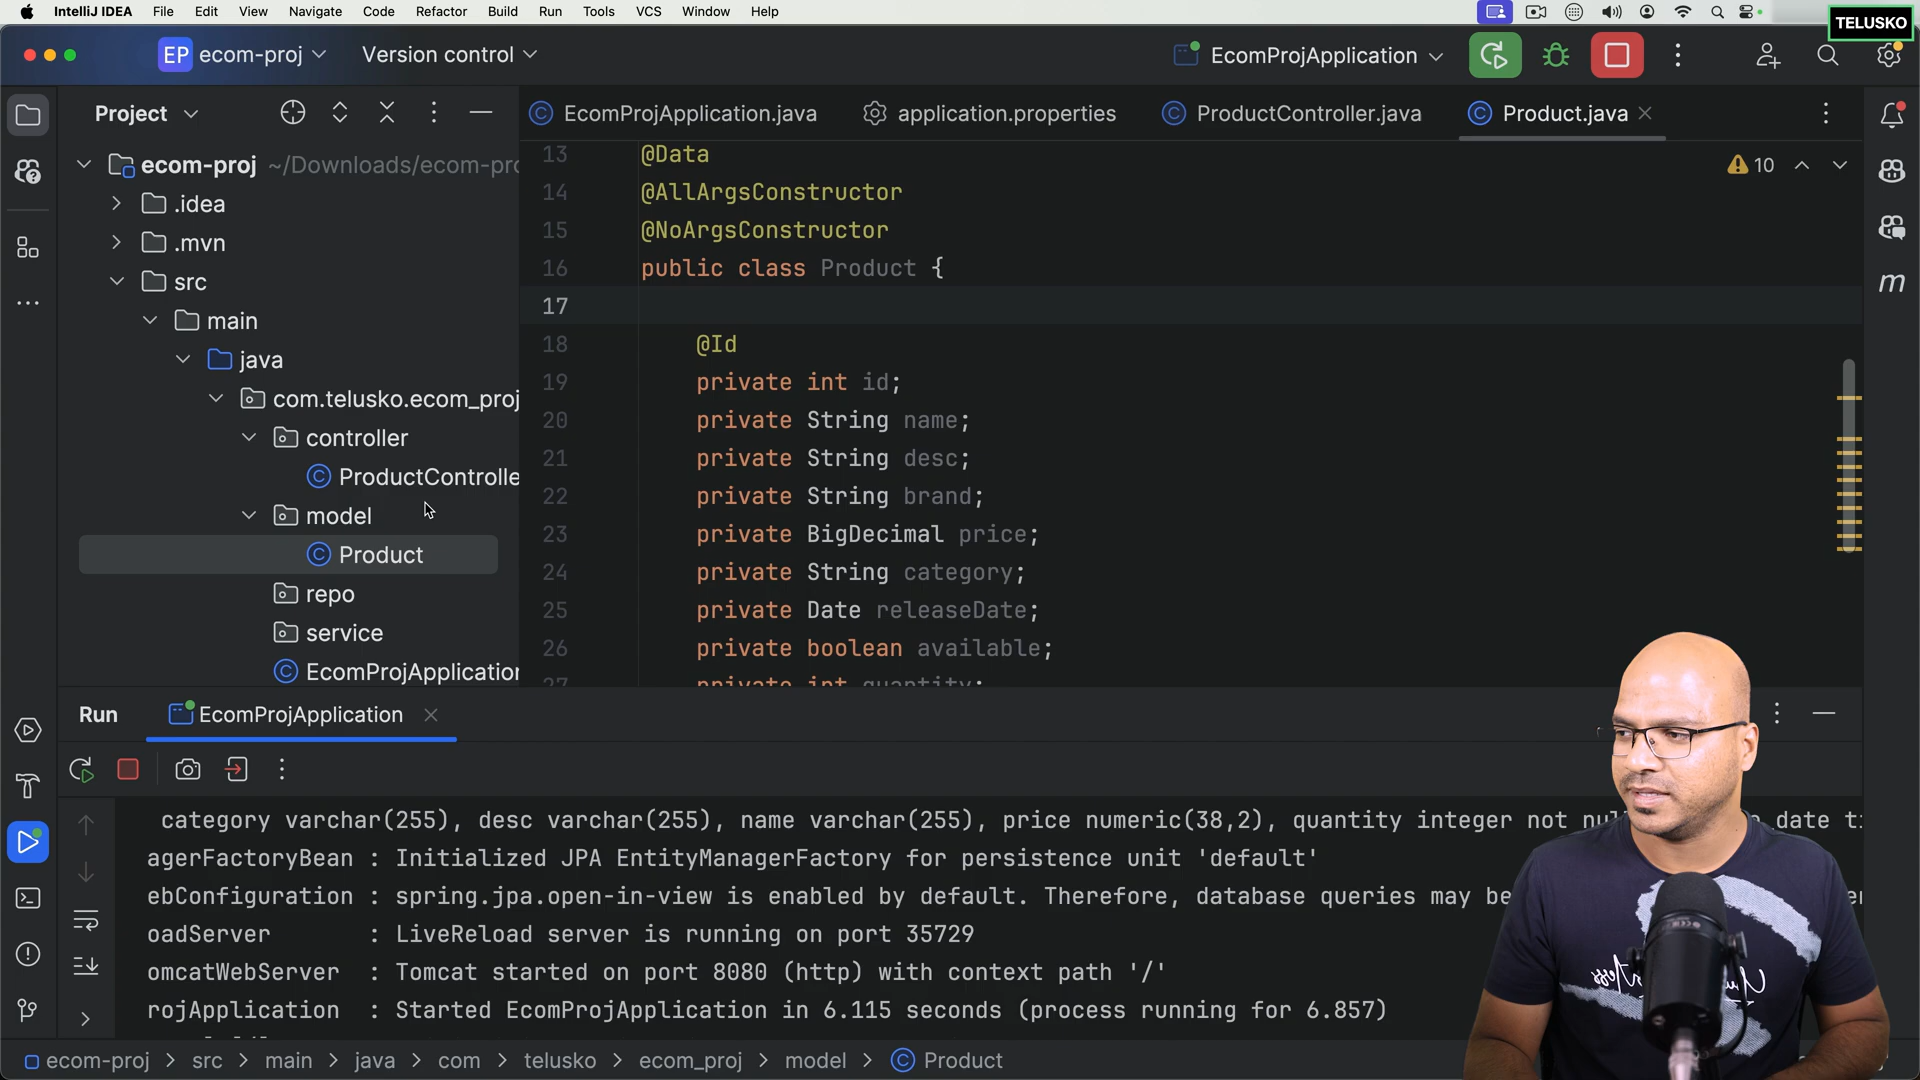 IntelliJ IDEA File Edit View Navigate Code Refactor Build Run Tools VCS Window Help
TELUSKO
EP ecom-proj Version control EcomProjApplication
Project
EcomProjApplication.java application.properties ProductController.java Product.java
ecom-proj ~/Downloads/ecom-pro
.idea
.mvn
src
main
java
com.telusko.ecom_proj
controller
ProductControlle
model
Product
repo
service
EcomProjApplication
10
13 @Data
14 @AllArgsConstructor
15 @NoArgsConstructor
16 public class Product {
17
18 @Id
19 private int id;
20 private String name;
21 private String desc;
22 private String brand;
23 private BigDecimal price;
24 private String category;
25 private Date releaseDate;
26 private boolean available;
27 private int quantity;
m
Run EcomProjApplication
category varchar(255), desc varchar(255), name varchar(255), price numeric(38,2), quantity integer not nul date ti
agerFactoryBean : Initialized JPA EntityManagerFactory for persistence unit 'default'
ebConfiguration : spring.jpa.open-in-view is enabled by default. Therefore, database queries may be
oadServer : LiveReload server is running on port 35729
omcatWebServer : Tomcat started on port 8080 (http) with context path '/'
rojApplication : Started EcomProjApplication in 6.115 seconds (process running for 6.857)
ecom-proj > src > main > java > com > telusko > ecom_proj > model > Product